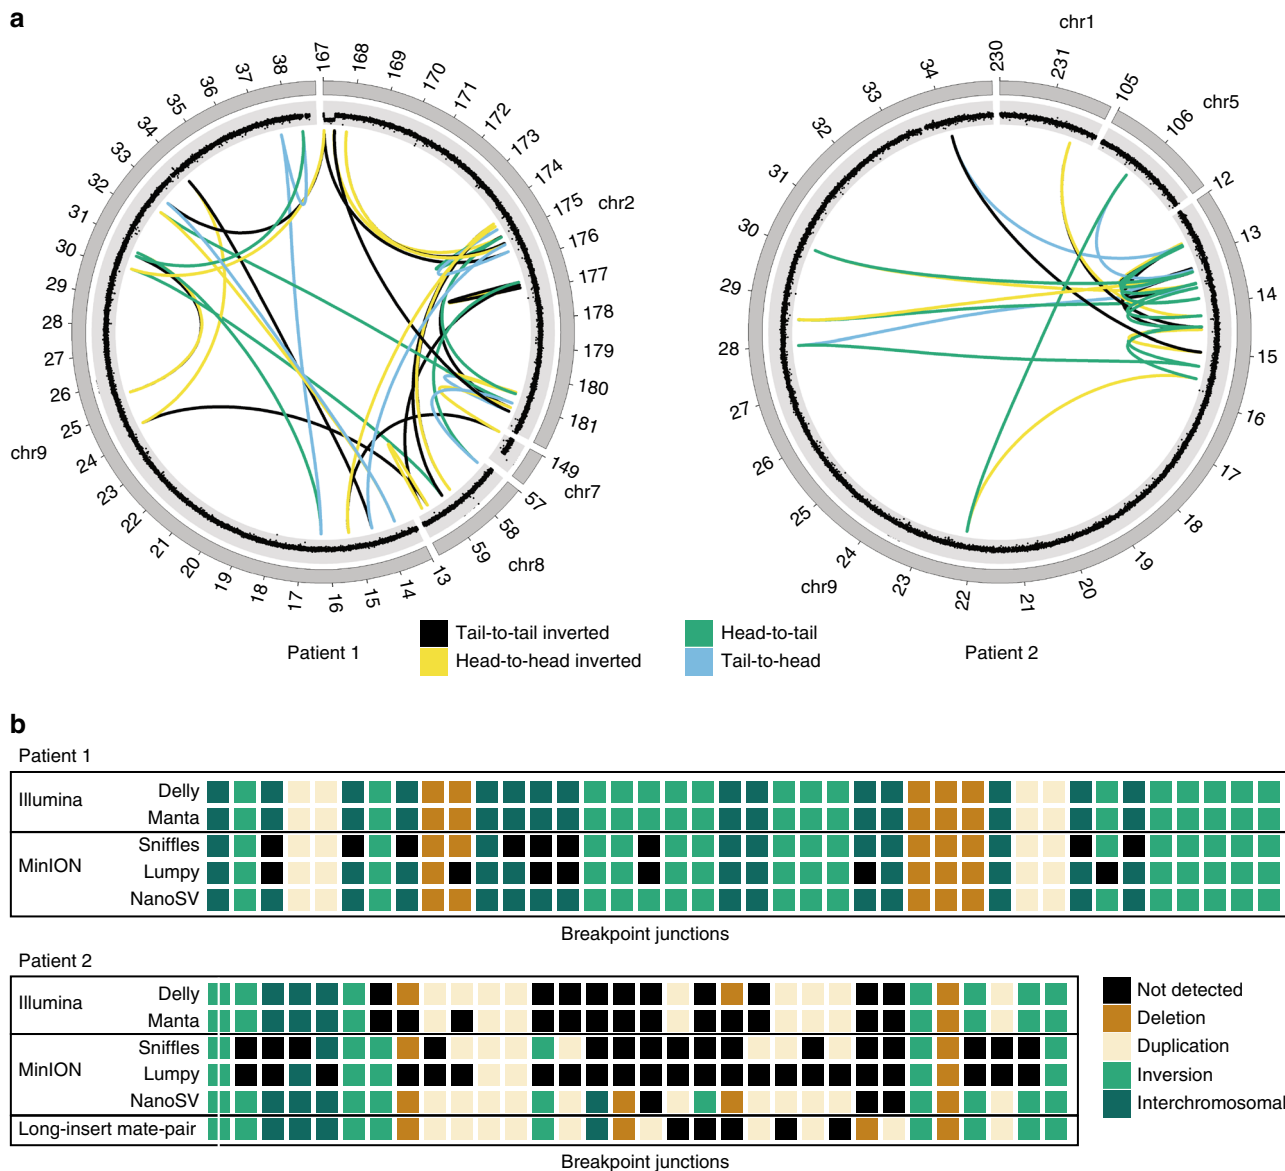 a
167
168
169
170
171
172
173
174
175
chr2
176
177
178
179
180
181
149
chr7
57
58
59
chr8
13
14
15
16
17
18
19
20
21
22
23
24
chr9
25
26
27
28
29
30
31
32
33
34
35
36
37
38
Patient 1
chr1
230
231
105
chr5
106
12
13
14
15
16
17
18
19
20
21
22
23
chr9
24
25
26
27
28
29
30
31
32
33
34
Patient 2
Tail-to-tail inverted
Head-to-head inverted
Head-to-tail
Tail-to-head
b
Patient 1
Illumina
Delly
Manta
MinION
Sniffles
Lumpy
NanoSV
Breakpoint junctions
Patient 2
Illumina
Delly
Manta
MinION
Sniffles
Lumpy
NanoSV
Long-insert mate-pair
Breakpoint junctions
Not detected
Deletion
Duplication
Inversion
Interchromosomal